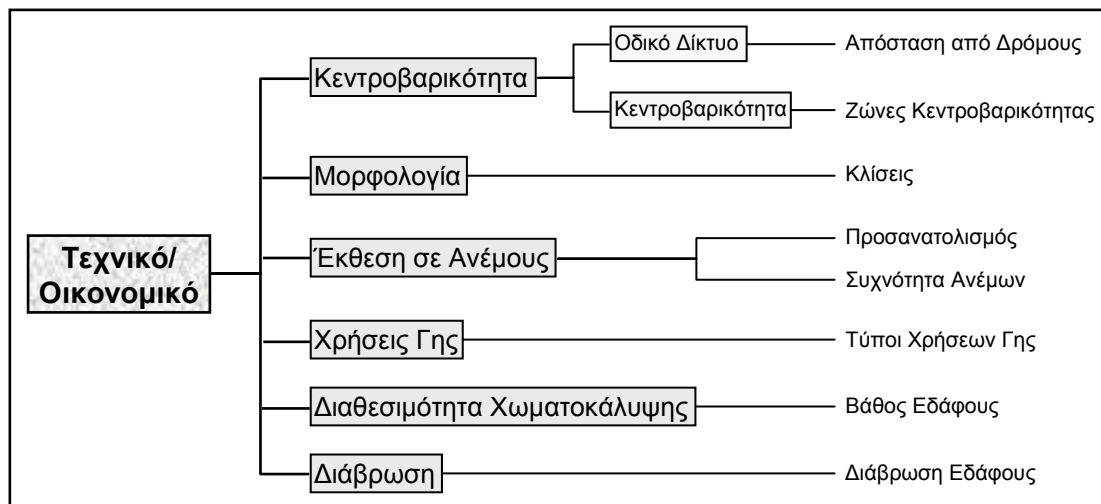 Οδικό Δίκτυο
Απόσταση από Δρόμους
Κεντροβαρικότητα
Κεντροβαρικότητα
Ζώνες Κεντροβαρικότητας
Μορφολογία
Κλίσεις
Τεχνικό/
Οικονομικό
Έκθεση σε Ανέμους
Προσανατολισμός
Συχνότητα Ανέμων
Χρήσεις Γης
Τύποι Χρήσεων Γης
Διαθεσιμότητα Χωματοκάλυψης
Βάθος Εδάφους
Διάβρωση
Διάβρωση Εδάφους